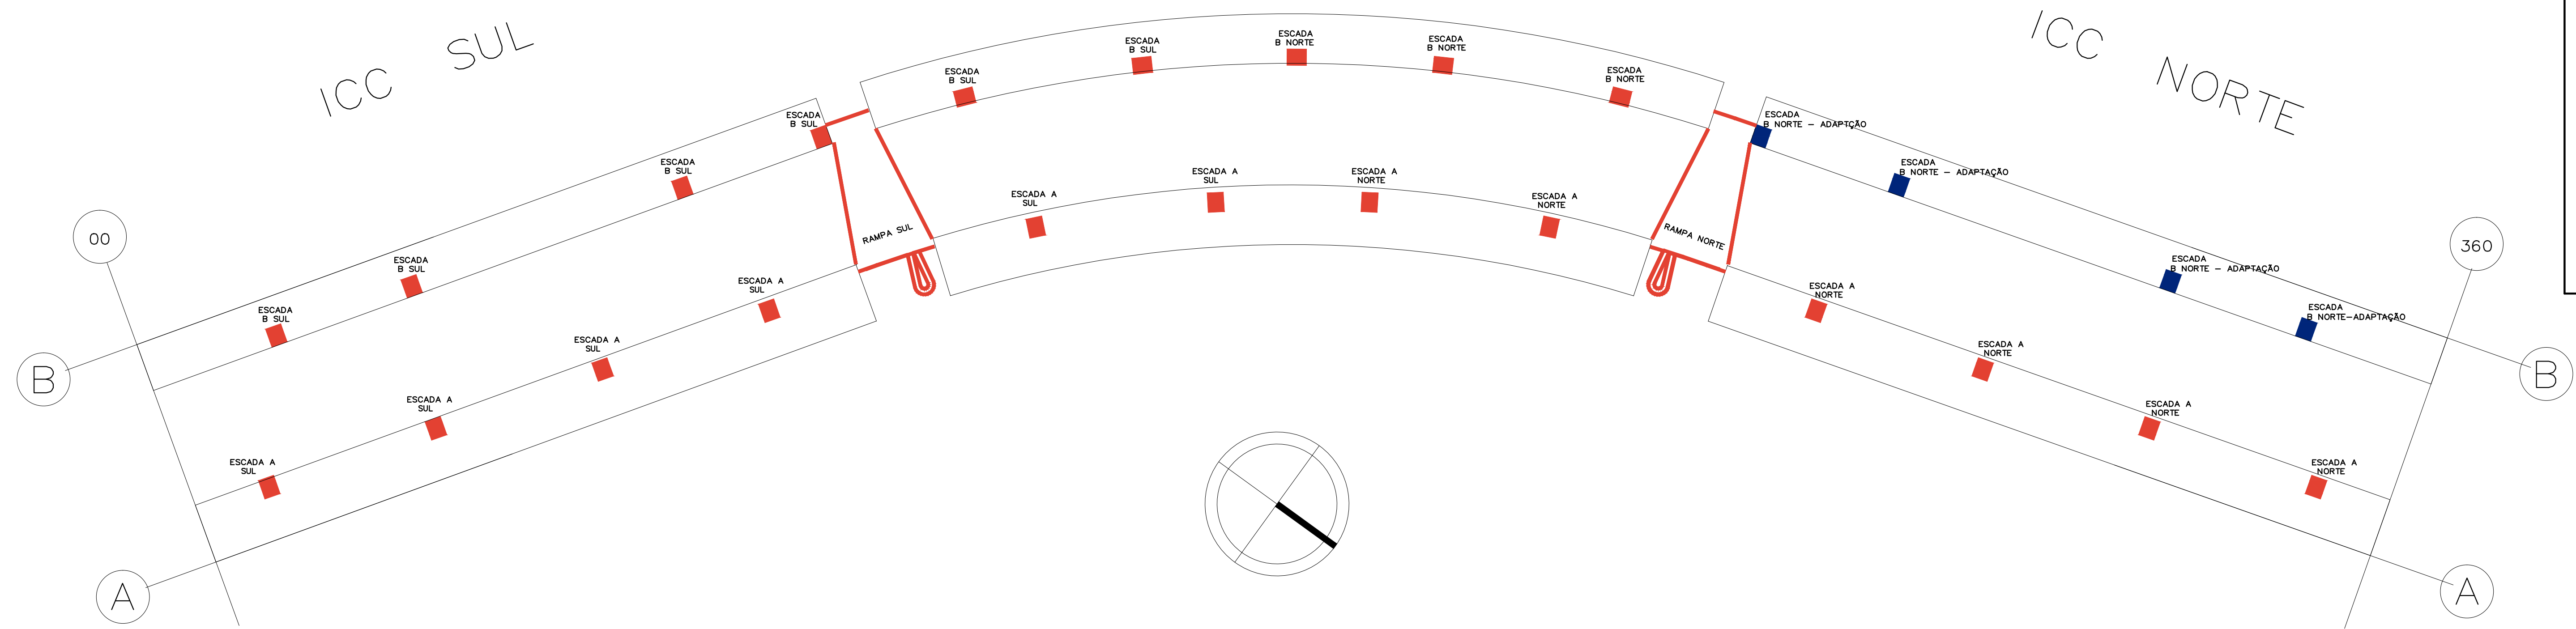 ICC SUL
ICC NORTE
ESCADA
B NORTE
ESCADA
B SUL
ESCADA
B NORTE
ESCADA
B SUL
ESCADA
B NORTE
ESCADA
B SUL
ESCADA
B NORTE - ADAPTÇÃO
ESCADA
B SUL
ESCADA
B NORTE - ADAPTAÇÃO
ESCADA A
SUL
ESCADA A
NORTE
ESCADA A
SUL
ESCADA A
NORTE
00
RAMPA SUL
RAMPA NORTE
360
ESCADA
B SUL
ESCADA
B NORTE - ADAPTAÇÃO
ESCADA A
SUL
ESCADA A
NORTE
ESCADA
B SUL
ESCADA
B NORTE-ADAPTAÇÃO
ESCADA A
SUL
ESCADA A
NORTE
B
B
ESCADA A
SUL
ESCADA A
NORTE
ESCADA A
SUL
ESCADA A
NORTE
A
A